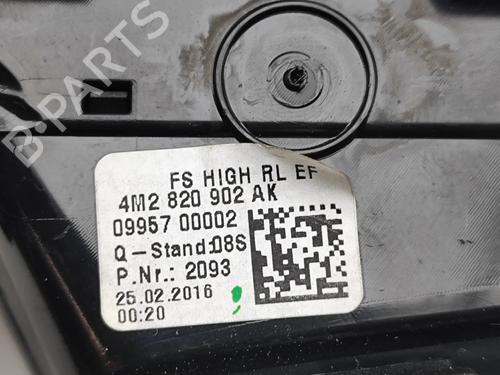 B-PARTS
FS HIGH RL EF
4M2 820 902 AK
09957 00002
Q-Stand:08S
P.Nr.: 2093
25.02.2016
00:20